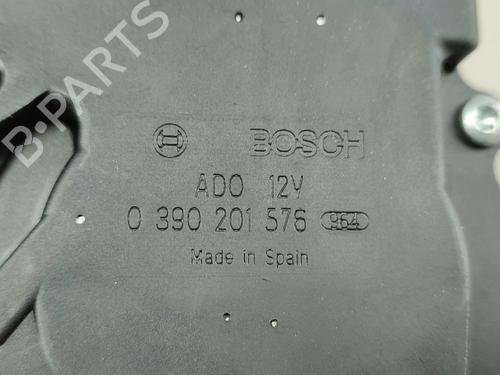 BOSCH
ADO 12V
0 390 201 576 964
Made in Spain
B-PARTS